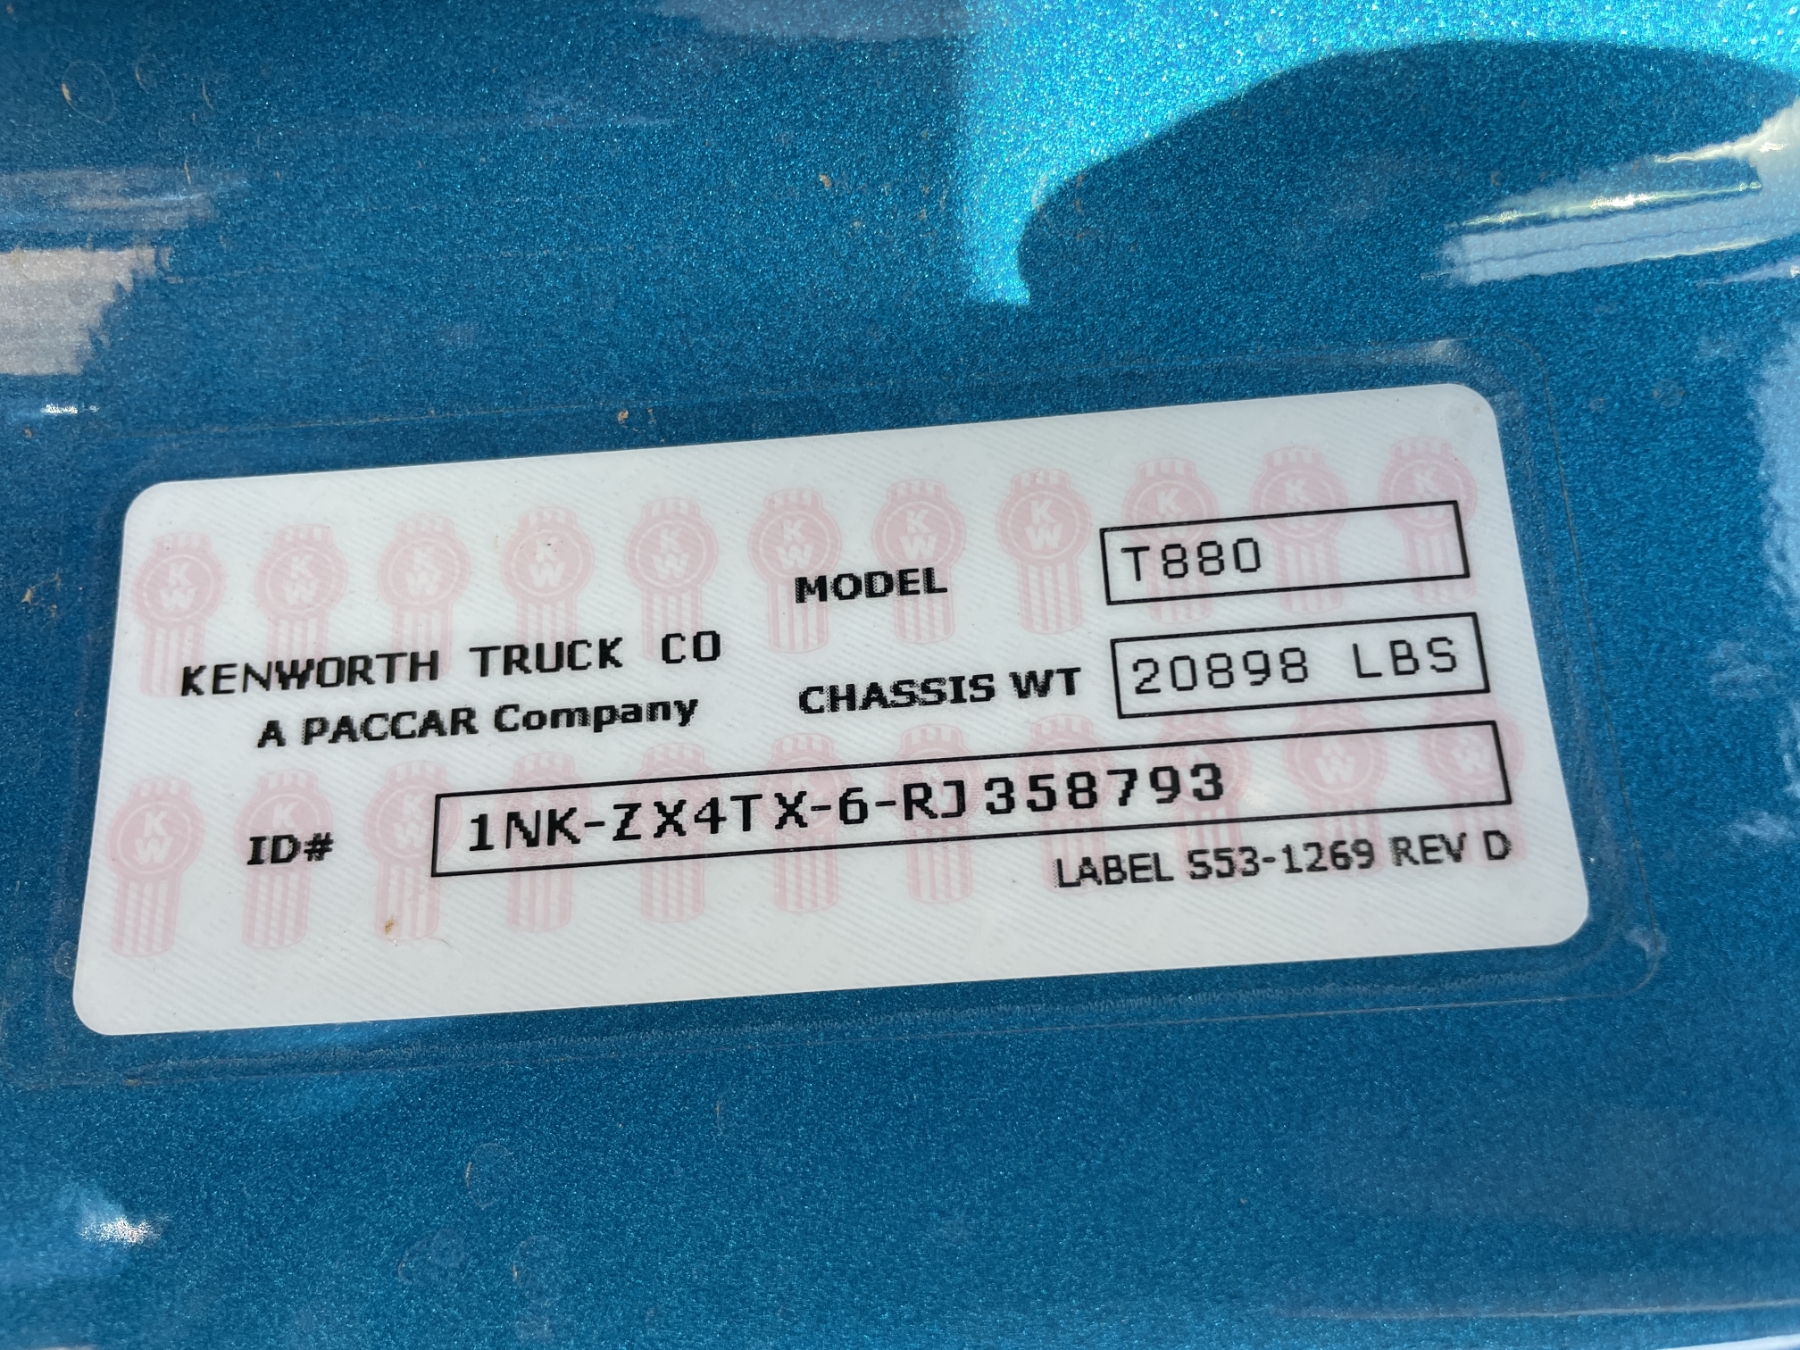 MODEL T880
KENWORTH TRUCK CO
A PACCAR Company
CHASSIS WT 20898 LBS
ID# 1NK-ZX4TX-6-RJ358793
LABEL S53-1269 REV D